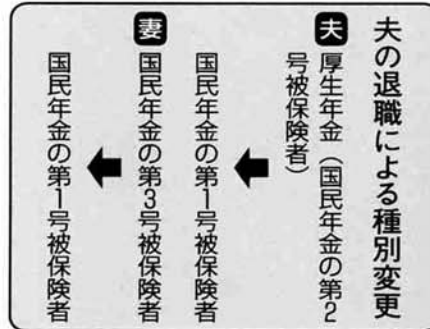 夫の退職による種別変更
夫 厚生年金（国民年金の第2
号被保険者）
⬅
国民年金の第1号被保険者
妻 国民年金の第3号被保険者
⬅
国民年金の第1号被保険者